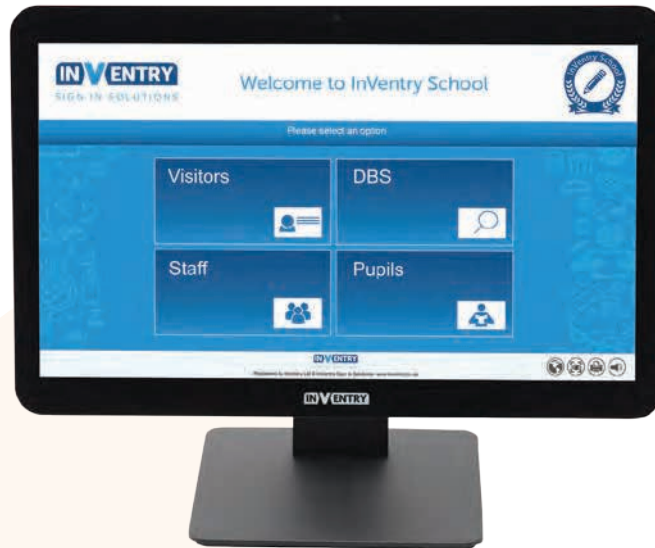 INVENTRY
SIGN IN SOLUTIONS
Welcome to InVentry School
InVentry School
Please select an option
Visitors
DBS
Staff
Pupils
INVENTRY
INVENTRY